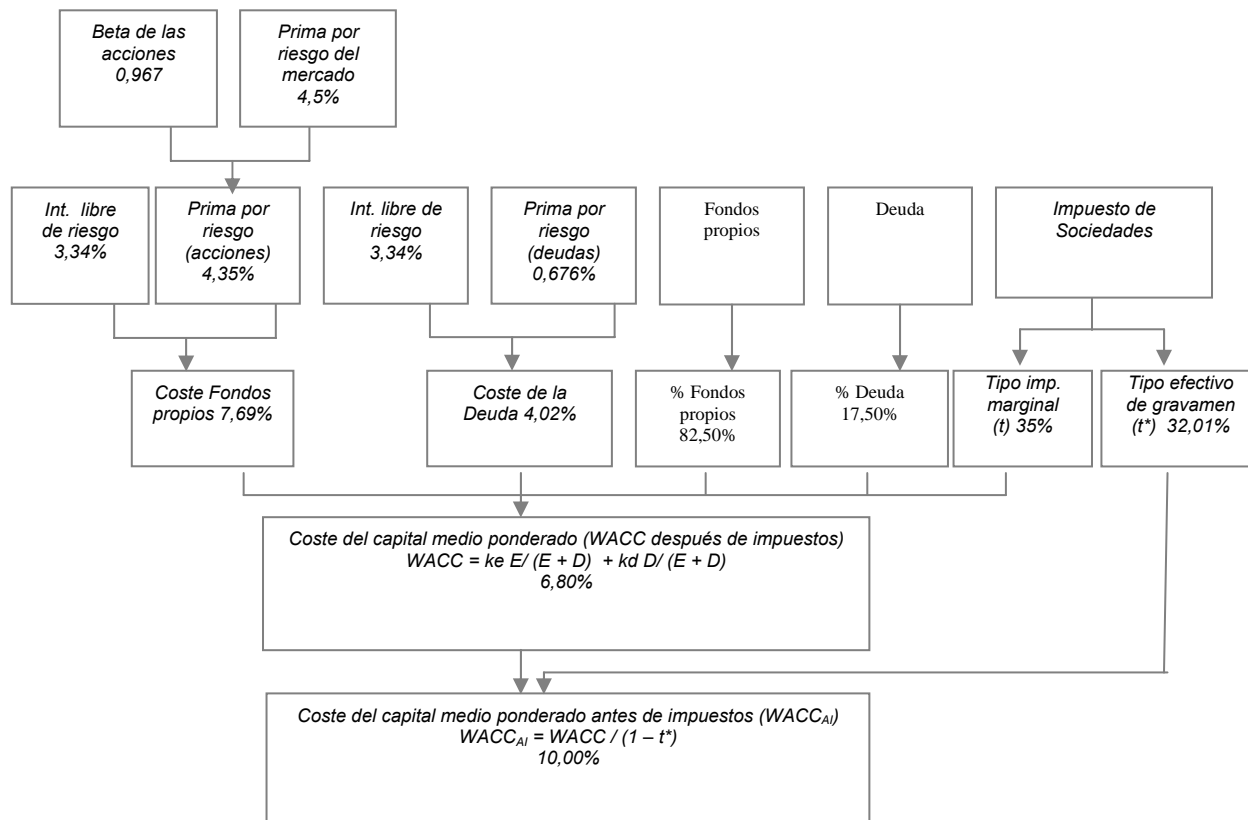 Beta de las
acciones
0,967
Prima por
riesgo del
mercado
4,5%
Int. libre
de riesgo
3,34%
Prima por
riesgo
(acciones)
4,35%
Int. libre de
riesgo
3,34%
Prima por
riesgo
(deudas)
0,676%
Fondos
propios
Deuda
Impuesto de
Sociedades
Coste Fondos
propios 7,69%
Coste de la
Deuda 4,02%
% Fondos
propios
82,50%
% Deuda
17,50%
Tipo imp.
marginal
(t) 35%
Tipo efectivo
de gravamen
(t*) 32,01%
Coste del capital medio ponderado (WACC después de impuestos)
WACC = ke E/ (E + D) + kd D/ (E + D)
6,80%
Coste del capital medio ponderado antes de impuestos (WACCAI)
WACCAI = WACC / (1 – t*)
10,00%